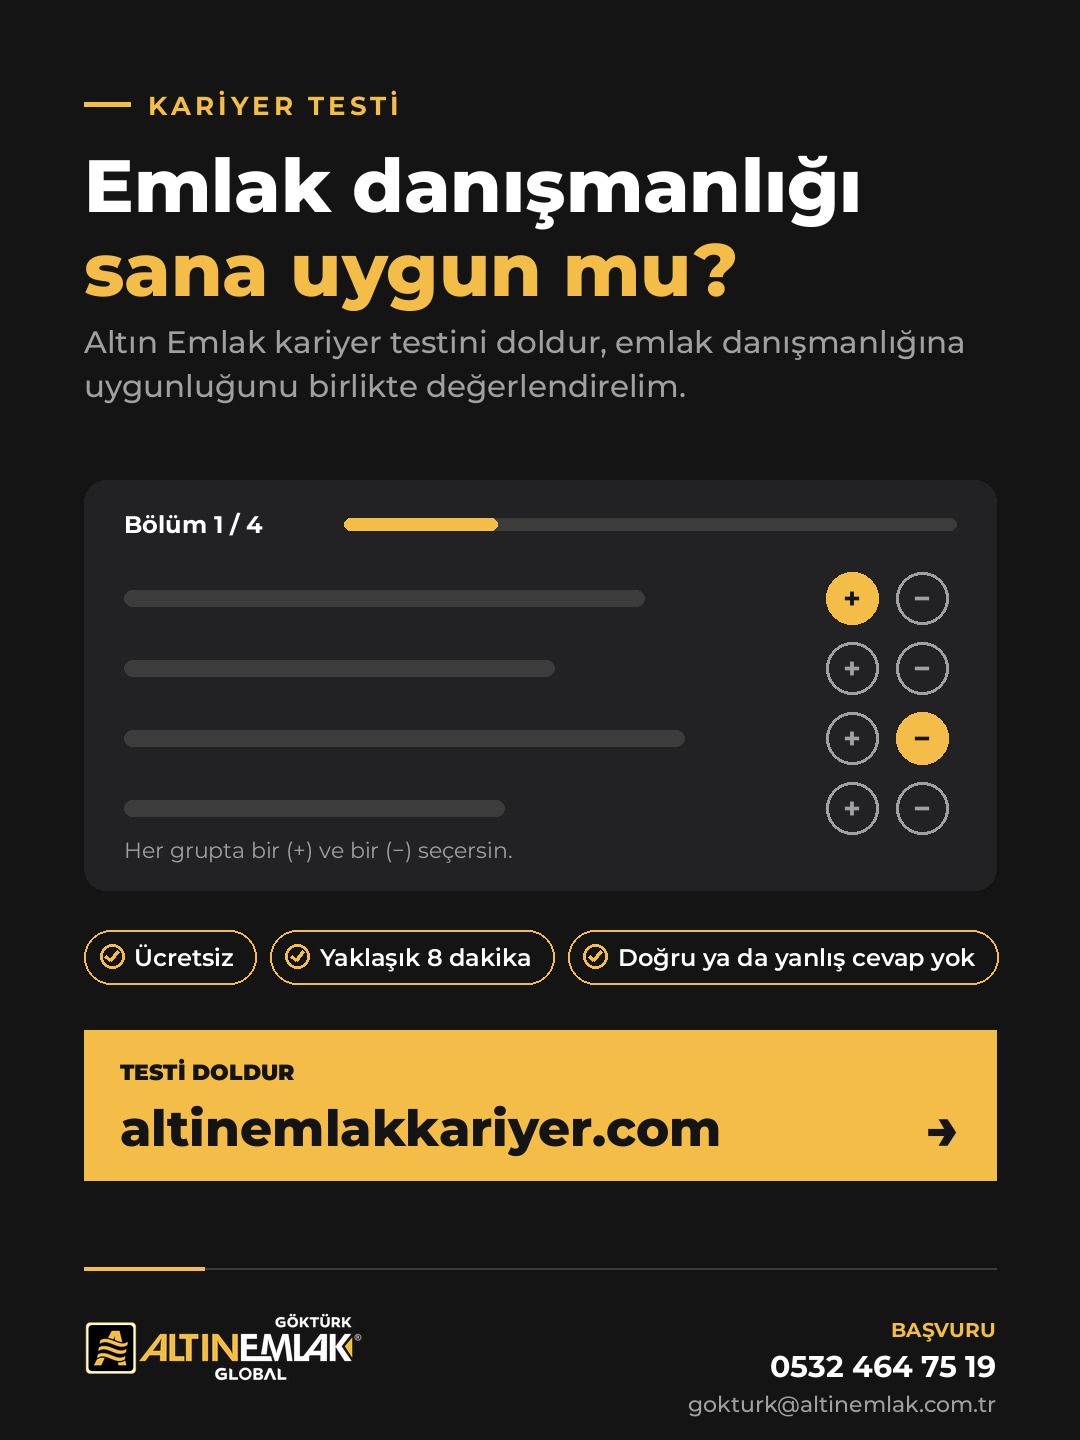 KARİYER TESTİ
Emlak danışmanlığı
sana uygun mu?
Altın Emlak kariyer testini doldur, emlak danışmanlığına
uygunluğunu birlikte değerlendirelim.
Bölüm 1 / 4
+ −
+ −
+ −
+ −
Her grupta bir (+) ve bir (−) seçersin.
Ücretsiz
Yaklaşık 8 dakika
Doğru ya da yanlış cevap yok
TESTİ DOLDUR
altinemlakkariyer.com →
GÖKTÜRK
ALTINEMLAK®
GLOBAL
BAŞVURU
0532 464 75 19
gokturk@altinemlak.com.tr